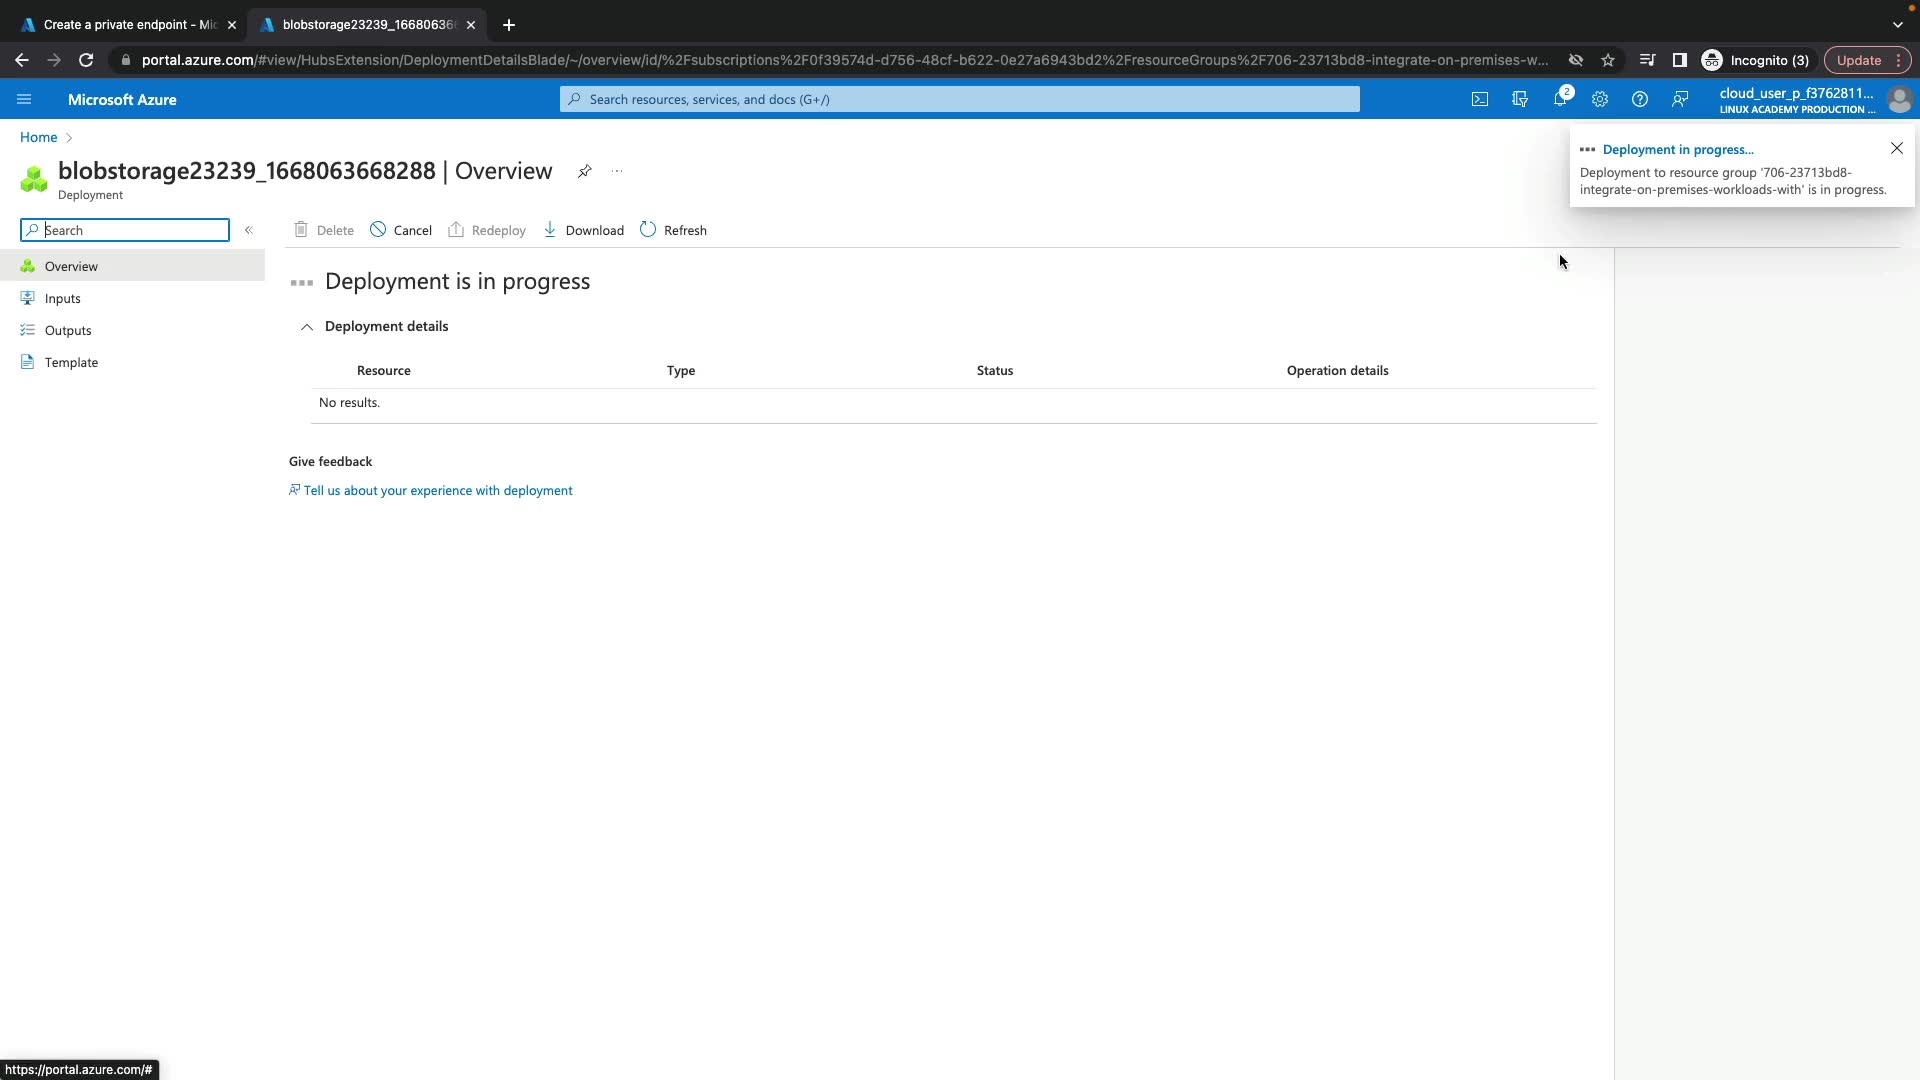 Create a private endpoint - Mic
blobstorage23239_166806366
portal.azure.com/#view/HubsExtension/DeploymentDetailsBlade/~/overview/id/%2Fsubscriptions%2F0f39574d-d756-48cf-b622-0e27a6943bd2%2FresourceGroups%2F706-23713bd8-integrate-on-premises-w...
Incognito (3)
Update
Microsoft Azure
Search resources, services, and docs (G+/)
2
cloud_user_p_f3762811...
LINUX ACADEMY PRODUCTION ...
Home
Deployment in progress...
Deployment to resource group '706-23713bd8-
integrate-on-premises-workloads-with' is in progress.
blobstorage23239_1668063668288 | Overview
Deployment
Search
Delete
Cancel
Redeploy
Download
Refresh
Overview
Inputs
Outputs
Template
Deployment is in progress
Deployment details
Resource
Type
Status
Operation details
No results.
Give feedback
Tell us about your experience with deployment
https://portal.azure.com/#